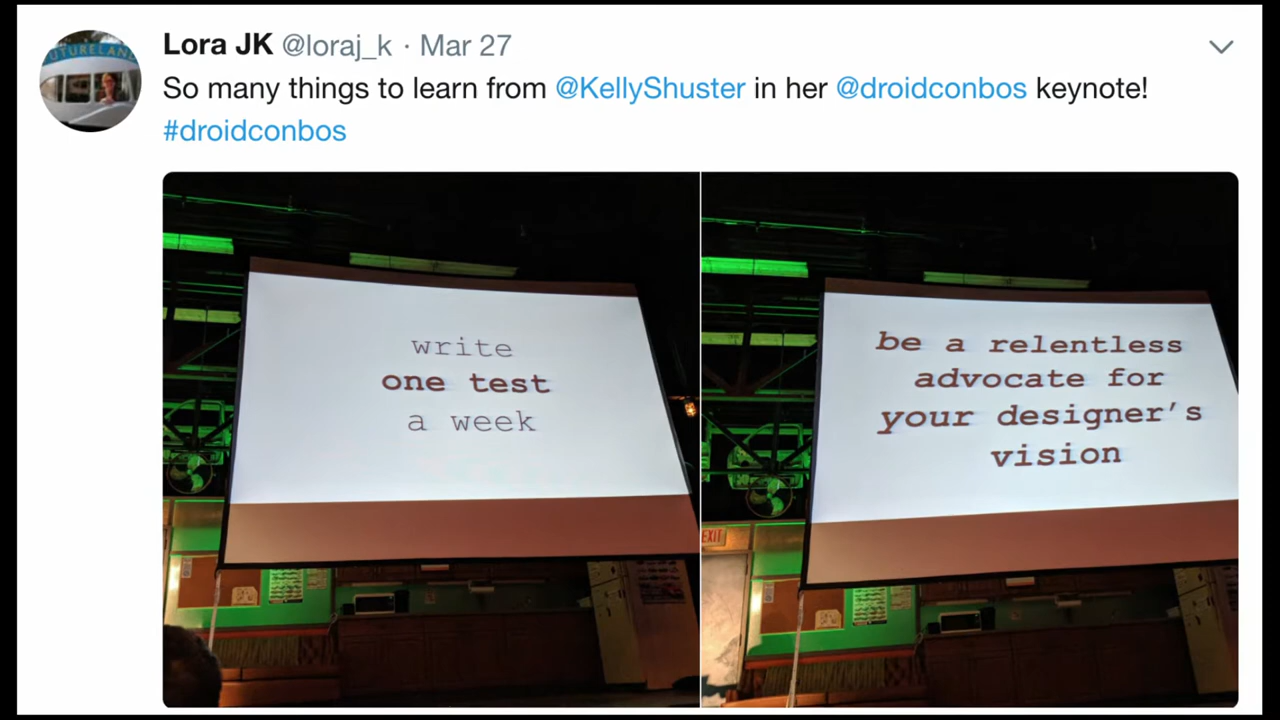 Lora JK @loraj_k · Mar 27
So many things to learn from @KellyShuster in her @droidconbos keynote!
#droidconbos
write
one test
a week
be a relentless
advocate for
your designer's
vision
EXIT